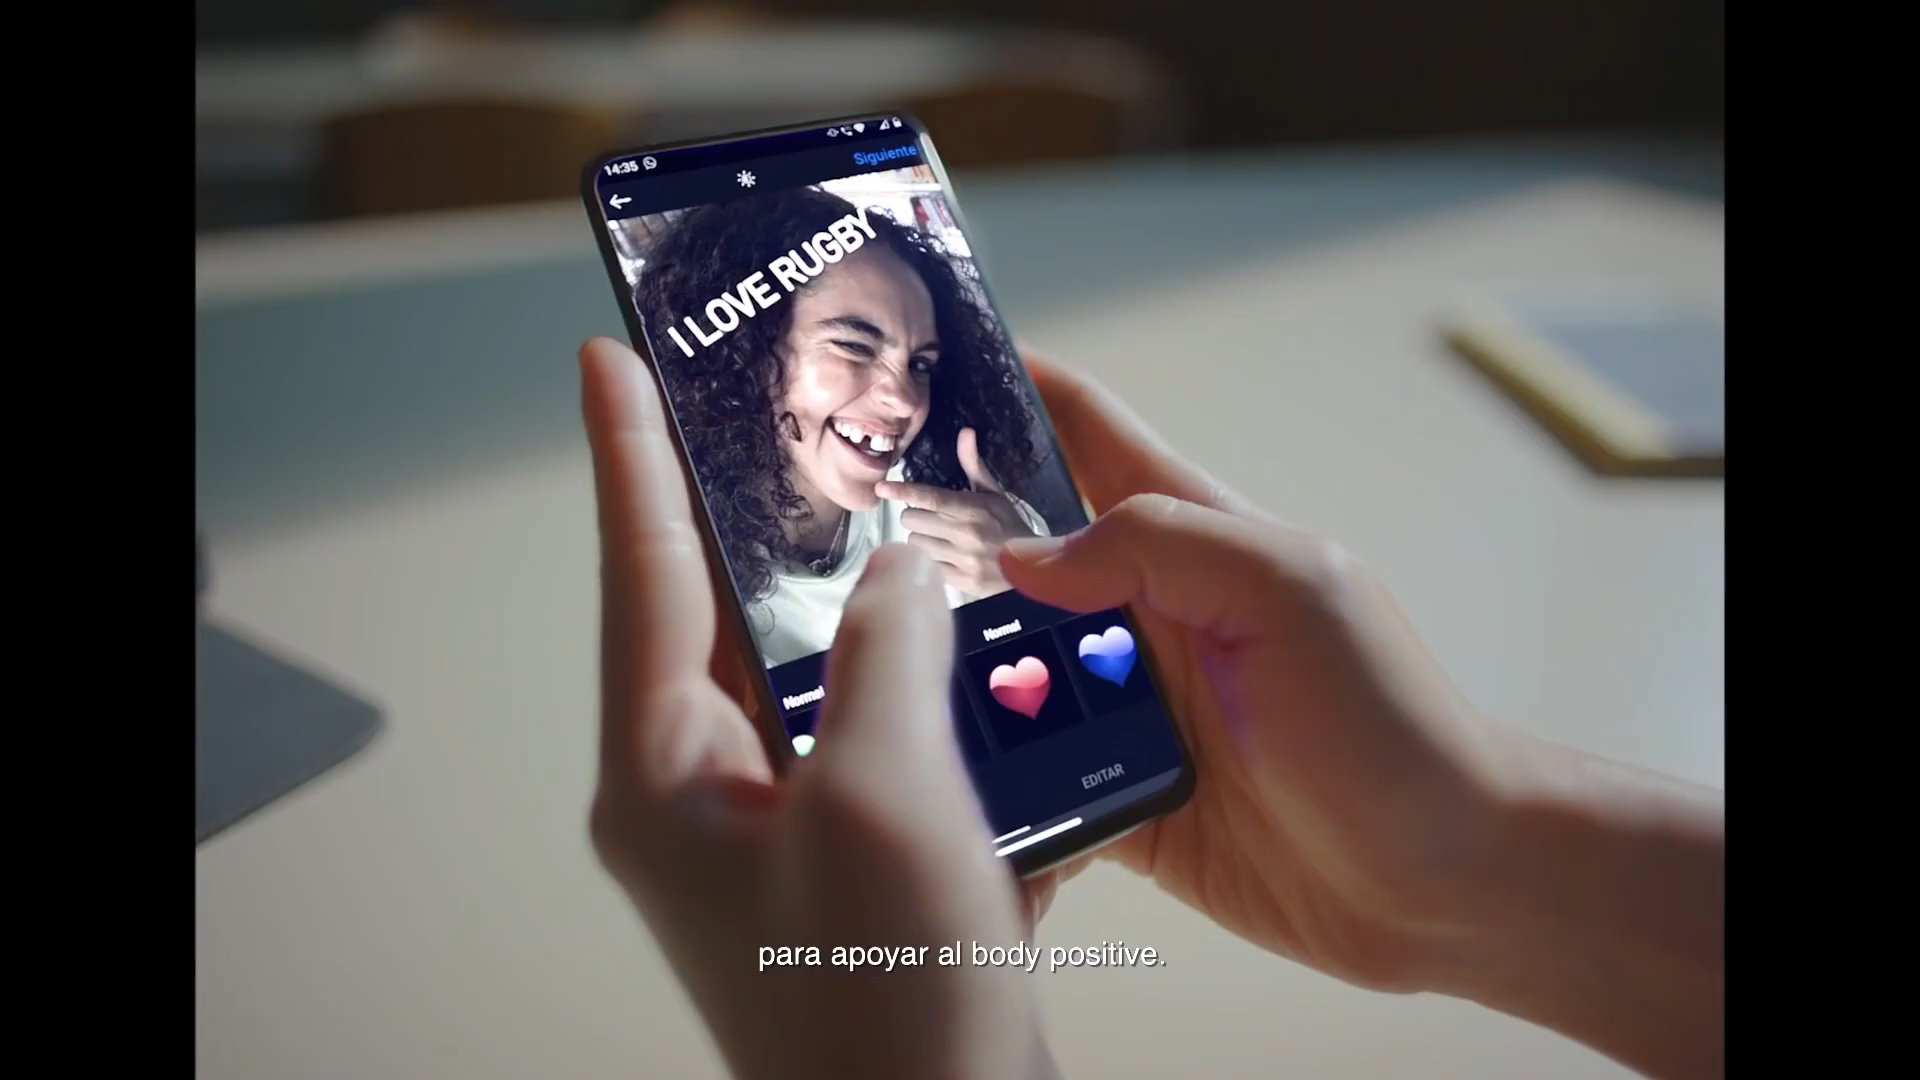 14:35
Siguiente
I LOVE RUGBY
Normal
Normal
EDITAR
para apoyar al body positive.